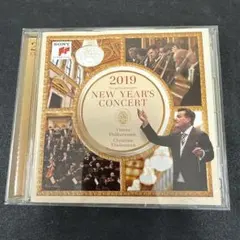 SONY
2019
NEW YEAR'S
CONCERT
Wiener
Philharmoniker
Christian
Thielemann